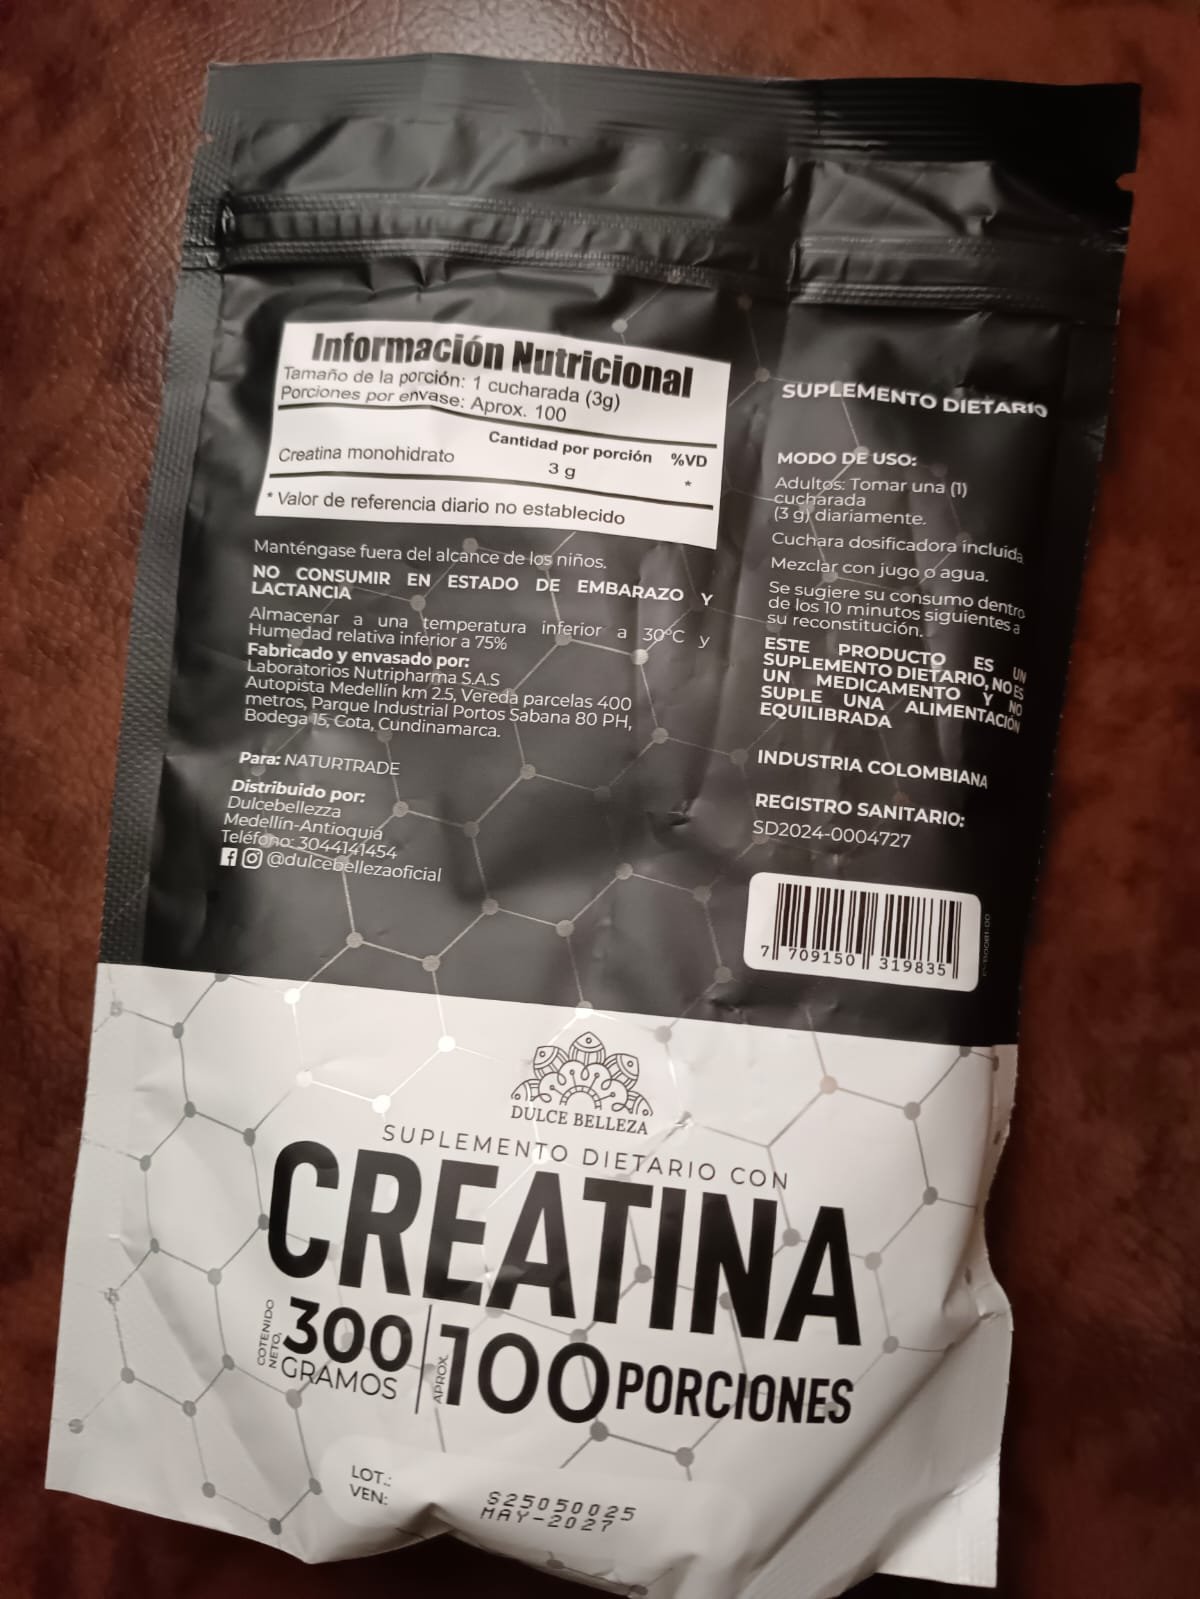 Información Nutricional
Tamaño de la porción: 1 cucharada (3g)
Porciones por envase: Aprox. 100
Cantidad por porción %VD
Creatina monohidrato 3 g *
* Valor de referencia diario no establecido
Manténgase fuera del alcance de los niños.
NO CONSUMIR EN ESTADO DE EMBARAZO Y
LACTANCIA
Almacenar a una temperatura inferior a 30°C y
Humedad relativa inferior a 75%
Fabricado y envasado por:
Laboratorios Nutripharma S.A.S
Autopista Medellín km 2.5, Vereda parcelas 400
metros, Parque Industrial Portos Sabana 80 PH,
Bodega 15, Cota, Cundinamarca.
Para: NATURTRADE
Distribuido por:
Dulcebellezza
Medellín-Antioquia
Teléfono: 3044141454
@dulcebellezaoficial
SUPLEMENTO DIETARIO
MODO DE USO:
Adultos: Tomar una (1)
cucharada
(3 g) diariamente.
Cuchara dosificadora incluida
Mezclar con jugo o agua.
Se sugiere su consumo dentro
de los 10 minutos siguientes a
su reconstitución.
ESTE PRODUCTO ES UN
SUPLEMENTO DIETARIO, NO ES
UN MEDICAMENTO Y NO
SUPLE UNA ALIMENTACIÓN
EQUILIBRADA
INDUSTRIA COLOMBIANA
REGISTRO SANITARIO:
SD2024-0004727
7 709150 319835
DULCE BELLEZA
SUPLEMENTO DIETARIO CON
CREATINA
COTENIDO
NETO,
300
GRAMOS
APROX.
100 PORCIONES
LOT.: S25050025
VEN: MAY-2027